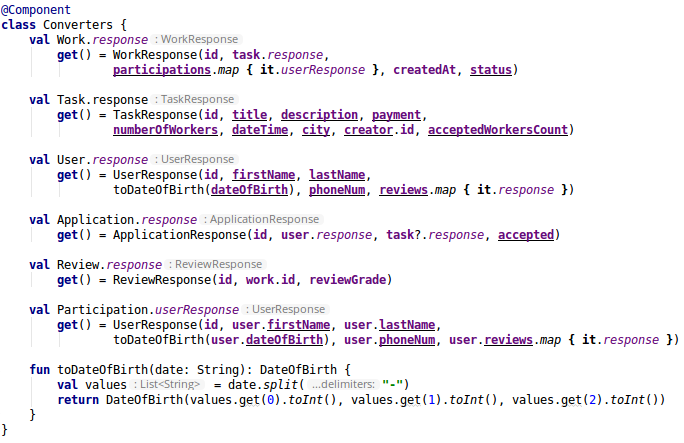 @Component
class Converters {
val Work.response : WorkResponse
get() = WorkResponse(id, task.response,
participations.map { it.userResponse }, createdAt, status)
val Task.response : TaskResponse
get() = TaskResponse(id, title, description, payment,
numberOfWorkers, dateTime, city, creator.id, acceptedWorkersCount)
val User.response : UserResponse
get() = UserResponse(id, firstName, lastName,
toDateOfBirth(dateOfBirth), phoneNum, reviews.map { it.response })
val Application.response : ApplicationResponse
get() = ApplicationResponse(id, user.response, task?.response, accepted)
val Review.response : ReviewResponse
get() = ReviewResponse(id, work.id, reviewGrade)
val Participation.userResponse : UserResponse
get() = UserResponse(id, user.firstName, user.lastName,
toDateOfBirth(user.dateOfBirth), user.phoneNum, user.reviews.map { it.response })
fun toDateOfBirth(date: String): DateOfBirth {
val values : List<String> = date.split( ...delimiters: "-")
return DateOfBirth(values.get(0).toInt(), values.get(1).toInt(), values.get(2).toInt())
}
}